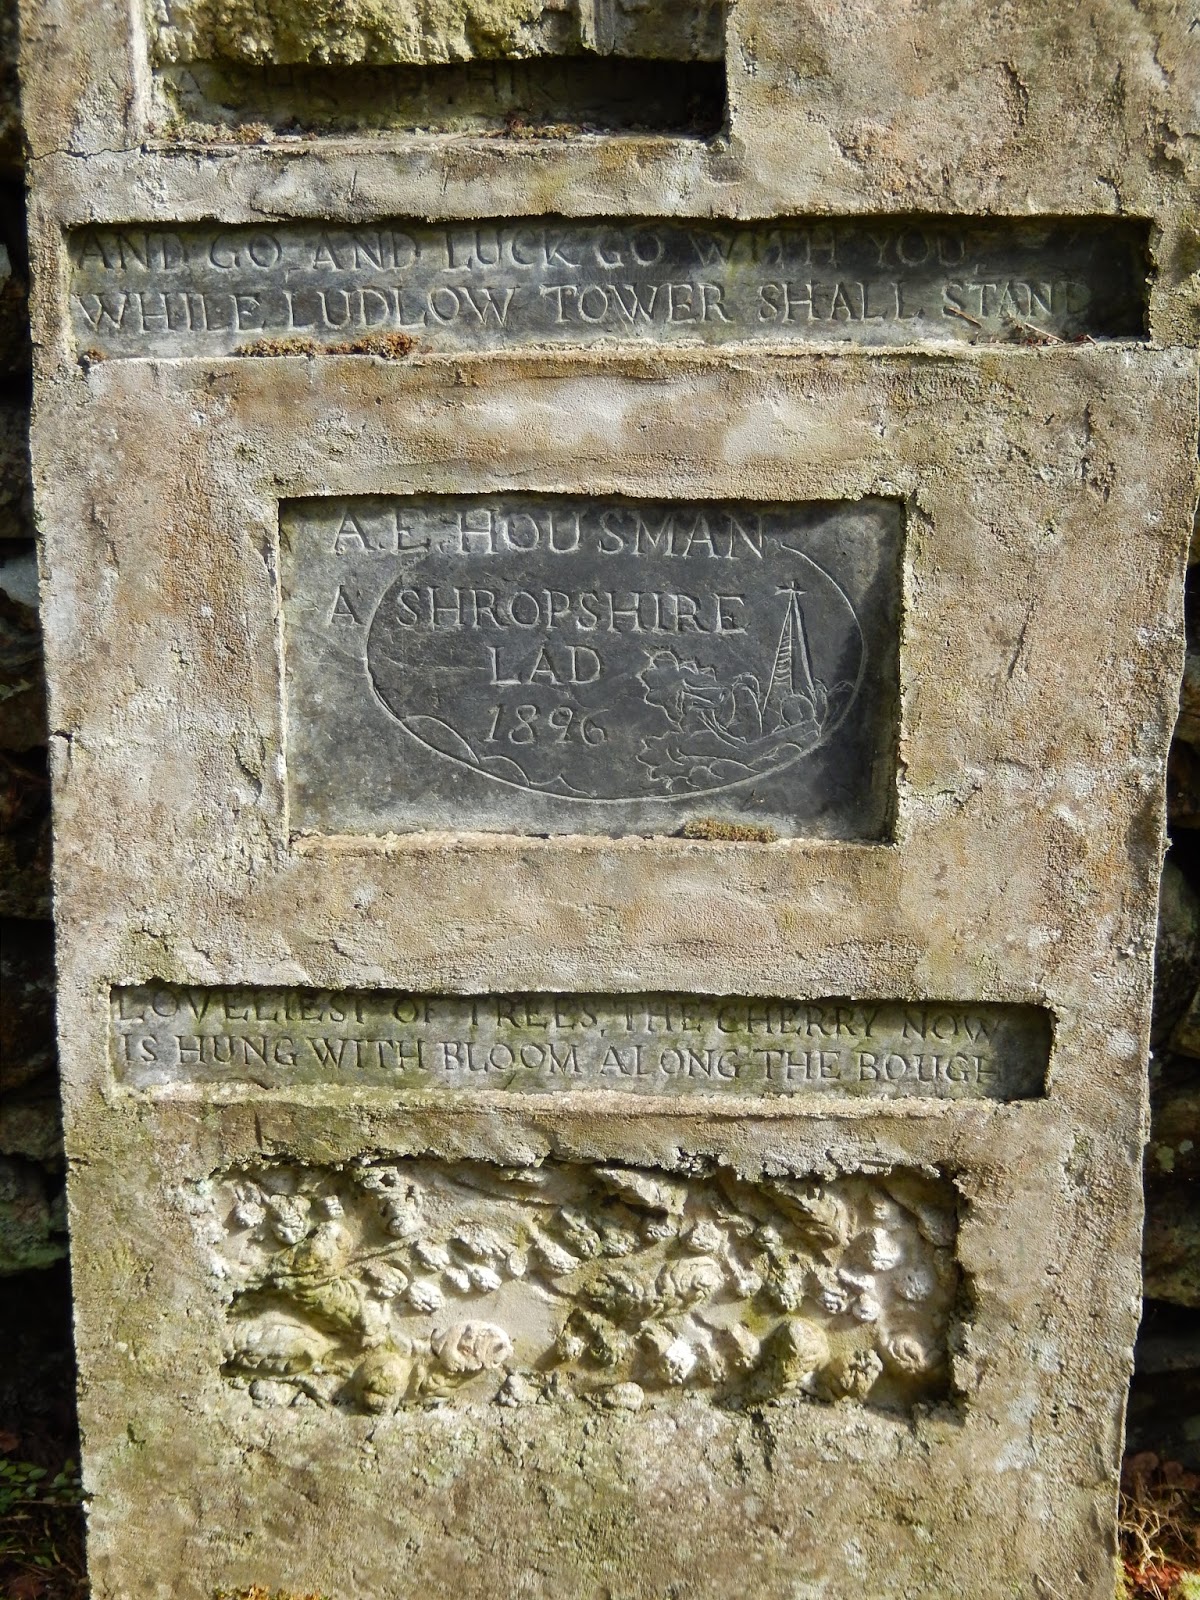 AND GO, AND LUCK GO WITH YOU,
WHILE LUDLOW TOWER SHALL STAND
A.E. HOUSMAN
A SHROPSHIRE
LAD
1896
LOVELIEST OF TREES, THE CHERRY NOW
IS HUNG WITH BLOOM ALONG THE BOUGH